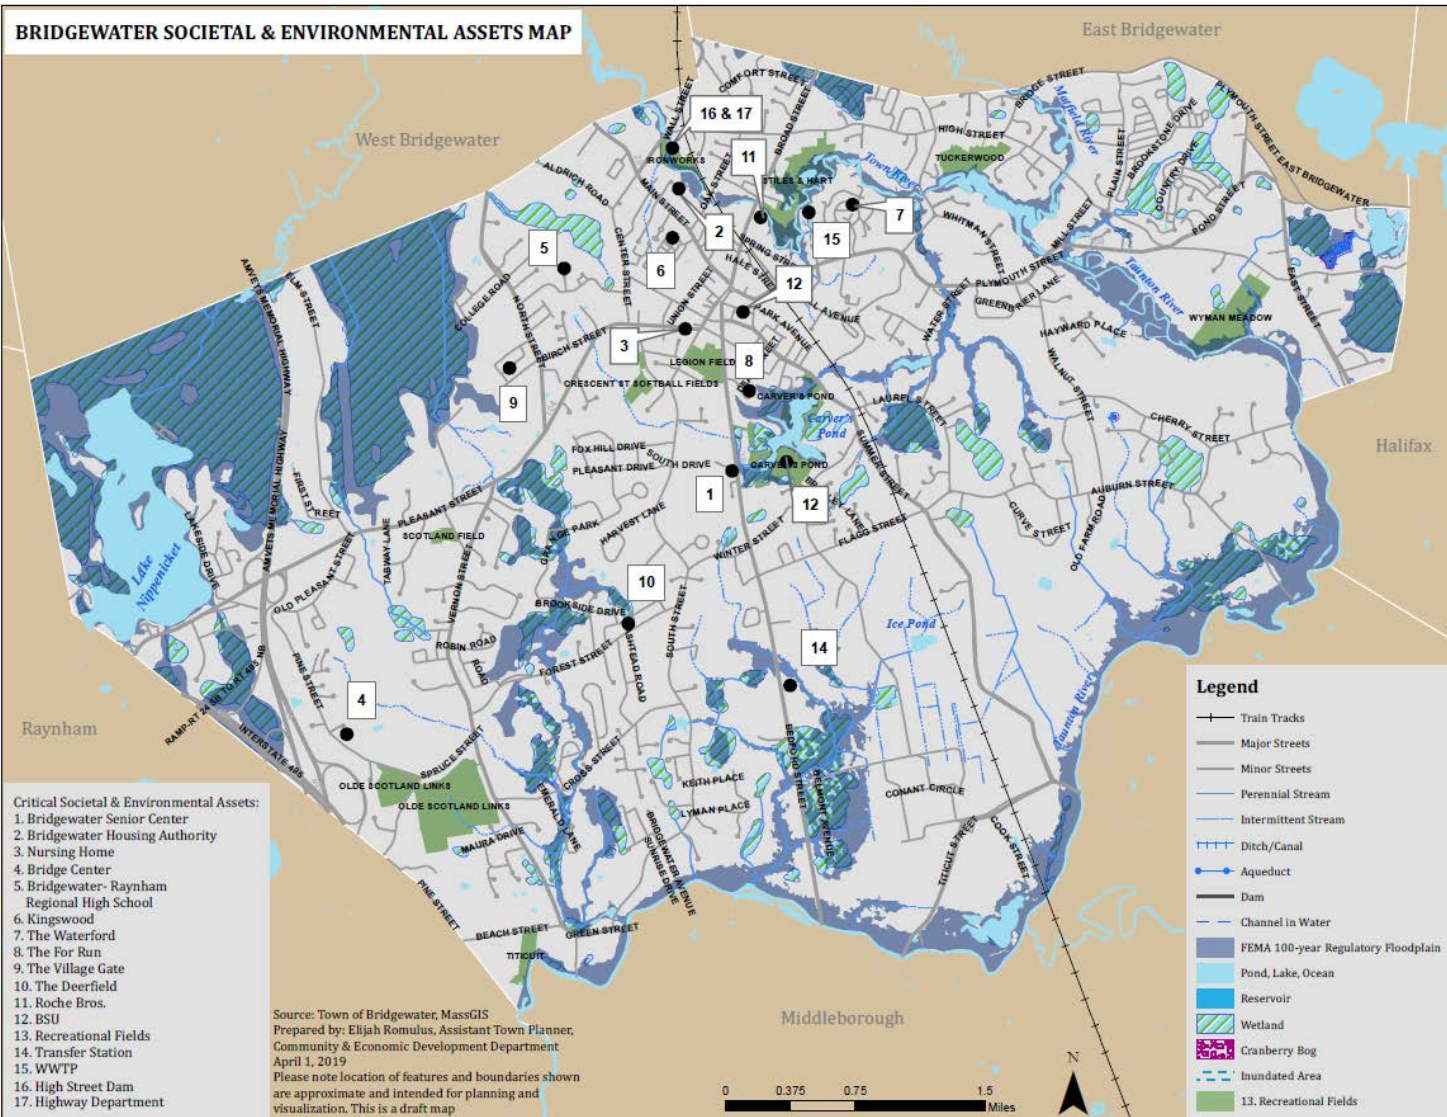 BRIDGEWATER SOCIETAL & ENVIRONMENTAL ASSETS MAP
East Bridgewater
West Bridgewater
COMFORT STREET
WALL STREET
BROAD STREET
BRIDGE STREET
PLYMOUTH STREET EAST BRIDGEWATER
16 & 17
HIGH STREET
Matfield River
PLAIN STREET
BROOKSTONE DRIVE
COUNTRY DRIVE
IRONWORKS
11
Town River
TUCKERWOOD
ALDRICH ROAD
MAIN STREET
OAK STREET
STILES & HART
POND STREET
7
WHITMAN STREET
MILL STREET
2
15
5
6
CENTER STREET
SPRING
HALE
PLYMOUTH STREET
Taunton River
AMVETS MEMORIAL HIGHWAY
ELM STREET
COLLEGE ROAD
NORTH STREET
UNION STREET
12
GREENBRIER LANE
WATER STREET
EAST STREET
WYMAN MEADOW
PARK AVENUE
AVENUE
HAYWARD PLACE
BIRCH STREET
3
LEGION FIELD
8
WALNUT STREET
CRESCENT ST SOFTBALL FIELDS
9
CARVER'S POND
LAUREL STREET
CHERRY STREET
Carver's
Pond
Halifax
SUMMER STREET
FOX HILL DRIVE
SOUTH DRIVE
PLEASANT DRIVE
CARVER'S POND
1
AMVETS MEMORIAL HIGHWAY
FIRST STREET
AUBURN STREET
12
PLEASANT STREET
HARVEST LANE
CURVE STREET
LAKESIDE DRIVE
TABWAY LANE
SCOTLAND FIELD
WINTER STREET
FLAGG STREET
OLD FARM ROAD
Lake
Nippenicket
OLD PLEASANT STREET
VERNON STREET
10
BROOKSIDE DRIVE
Ice Pond
ROBIN ROAD
ROAD
SOUTH STREET
14
PINE STREET
FOREST STREET
ASHTEAD ROAD
Taunton River
Raynham
RAMP-RT 24 SB TO RT 495 NB
INTERSTATE 495
4
SPRUCE STREET
CROSS STREET
BEDFORD STREET
BELMONT AVENUE
KEITH PLACE
OLDE SCOTLAND LINKS
CONANT CIRCLE
OLDE SCOTLAND LINKS
EMERALD LANE
LYMAN PLACE
MAURA DRIVE
BRIDGEWATER AVENUE
SUNRISE DRIVE
TITICUT STREET
COOK STREET
PINE STREET
BEACH STREET
GREEN STREET
TITICUIT
Middleborough
Critical Societal & Environmental Assets:
1. Bridgewater Senior Center
2. Bridgewater Housing Authority
3. Nursing Home
4. Bridge Center
5. Bridgewater- Raynham
Regional High School
6. Kingswood
7. The Waterford
8. The For Run
9. The Village Gate
10. The Deerfield
11. Roche Bros.
12. BSU
13. Recreational Fields
14. Transfer Station
15. WWTP
16. High Street Dam
17. Highway Department
Source: Town of Bridgewater, MassGIS
Prepared by: Elijah Romulus, Assistant Town Planner,
Community & Economic Development Department
April 1, 2019
Please note location of features and boundaries shown
are approximate and intended for planning and
visualization. This is a draft map
0 0.375 0.75 1.5
Miles
N
Legend
Train Tracks
Major Streets
Minor Streets
Perennial Stream
Intermittent Stream
Ditch/Canal
Aqueduct
Dam
Channel in Water
FEMA 100-year Regulatory Floodplain
Pond, Lake, Ocean
Reservoir
Wetland
Cranberry Bog
Inundated Area
13. Recreational Fields